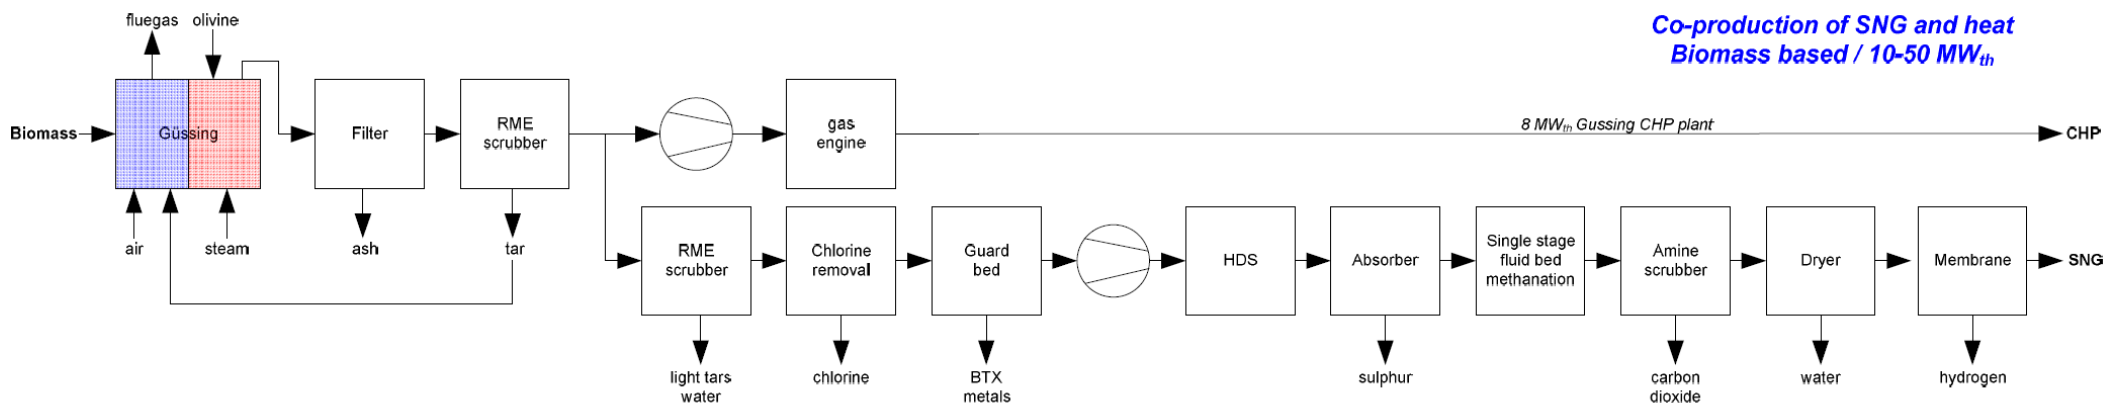 fluegas olivine
Co-production of SNG and heat
Biomass based / 10-50 MWth
Biomass
Güssing
Filter
RME
scrubber
gas
engine
8 MWth Gussing CHP plant
CHP
air
steam
ash
tar
RME
scrubber
Chlorine
removal
Guard
bed
HDS
Absorber
Single stage
fluid bed
methanation
Amine
scrubber
Dryer
Membrane
SNG
light tars
water
chlorine
BTX
metals
sulphur
carbon
dioxide
water
hydrogen